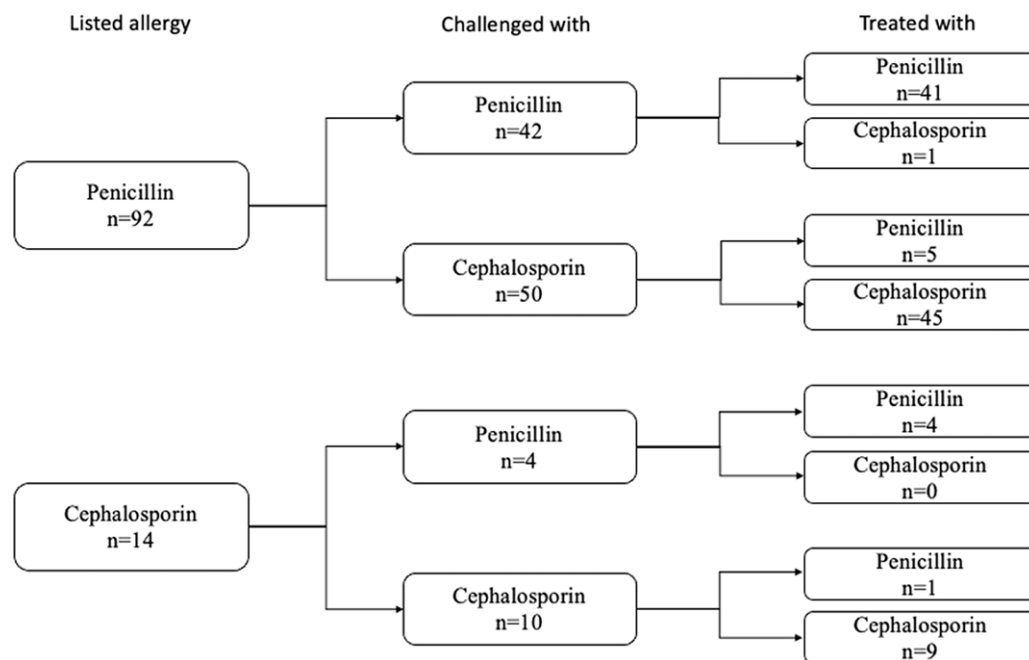 Listed allergy
Challenged with
Treated with
Penicillin
n=92
Penicillin
n=42
Penicillin
n=41
Cephalosporin
n=1
Cephalosporin
n=50
Penicillin
n=5
Cephalosporin
n=45
Cephalosporin
n=14
Penicillin
n=4
Penicillin
n=4
Cephalosporin
n=0
Cephalosporin
n=10
Penicillin
n=1
Cephalosporin
n=9